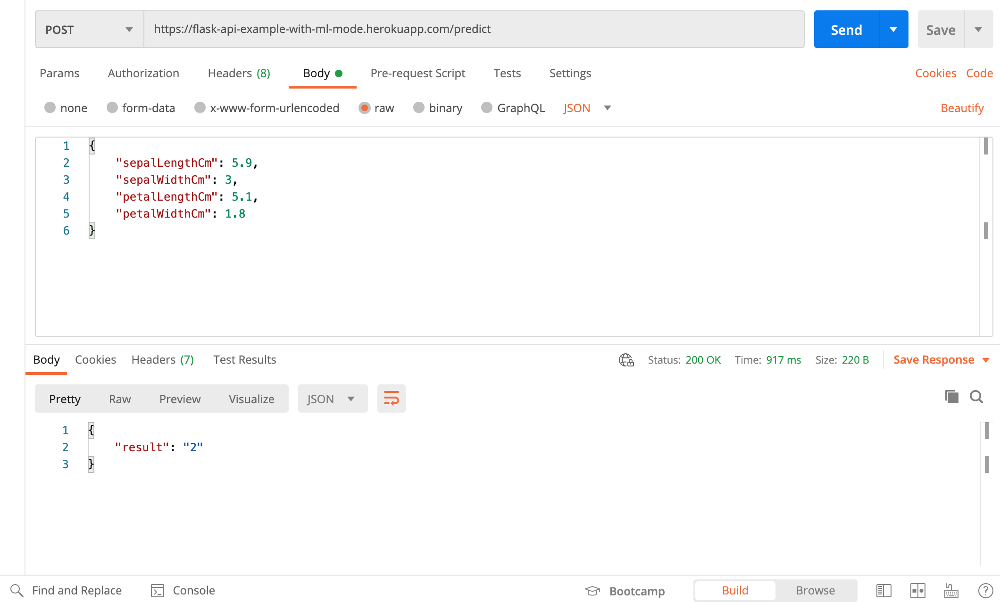 POST https://flask-api-example-with-ml-mode.herokuapp.com/predict Send Save
Params Authorization Headers (8) Body Pre-request Script Tests Settings Cookies Code
none form-data x-www-form-urlencoded raw binary GraphQL JSON Beautify
1 {
2 "sepalLengthCm": 5.9,
3 "sepalWidthCm": 3,
4 "petalLengthCm": 5.1,
5 "petalWidthCm": 1.8
6 }
Body Cookies Headers (7) Test Results Status: 200 OK Time: 917 ms Size: 220 B Save Response
Pretty Raw Preview Visualize JSON
1 {
2 "result": "2"
3 }
Find and Replace Console Bootcamp Build Browse